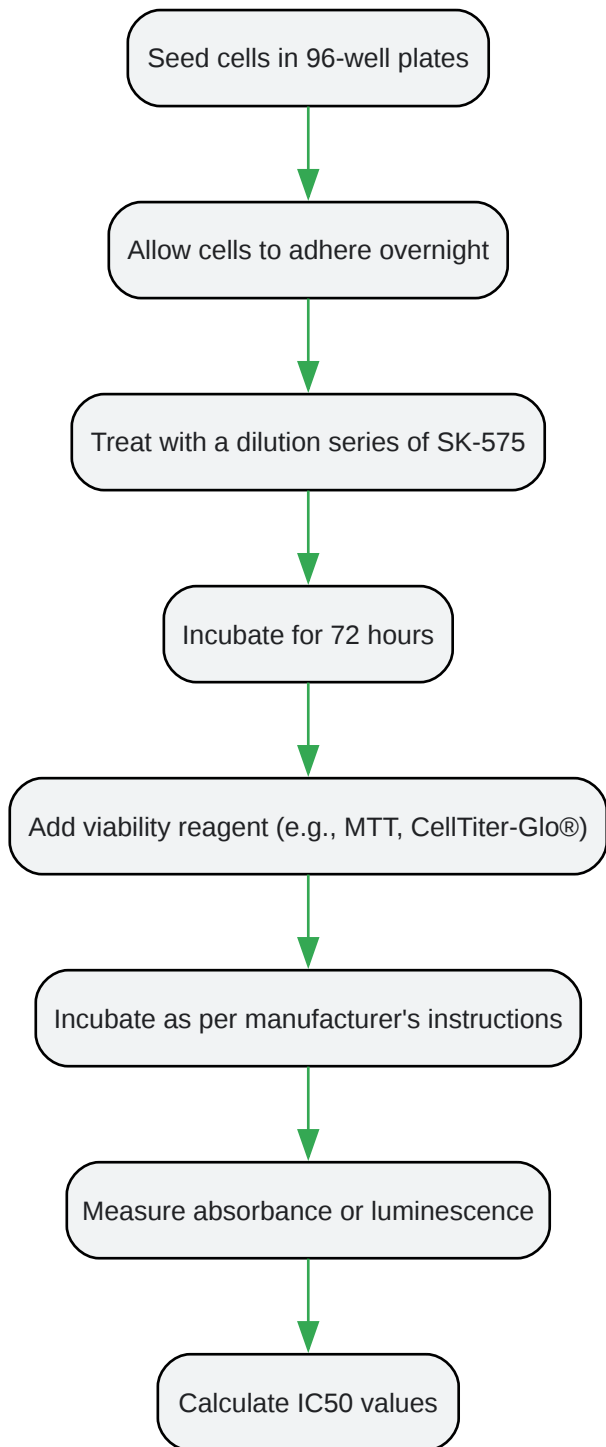 Seed cells in 96-well plates
Allow cells to adhere overnight
Treat with a dilution series of SK-575
Incubate for 72 hours
Add viability reagent (e.g., MTT, CellTiter-Glo®)
Incubate as per manufacturer's instructions
Measure absorbance or luminescence
Calculate IC50 values